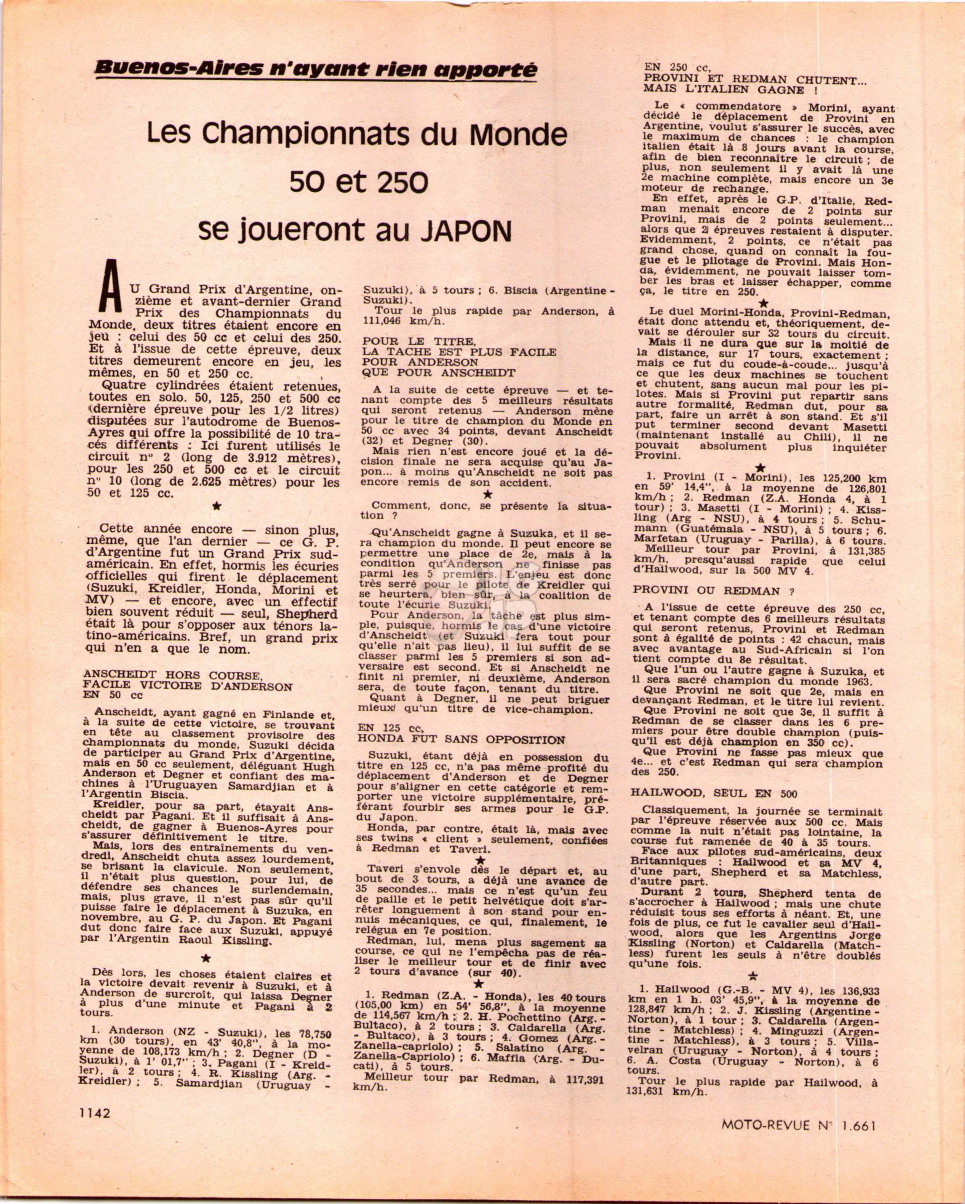 Buenos-Aires n'ayant rien apporté
Les Championnats du Monde
50 et 250
se joueront au JAPON
AU Grand Prix d'Argentine, on-
zième et avant-dernier Grand
Prix des Championnats du
Monde, deux titres étaient encore en
jeu : celui des 50 cc et celui des 250.
Et à l'issue de cette épreuve, deux
titres demeurent encore en jeu, les
mêmes, en 50 et 250 cc.
Quatre cylindrées étaient retenues,
toutes en solo. 50, 125, 250 et 500 cc
(dernière épreuve pour les 1/2 litres)
disputées sur l'autodrome de Buenos-
Ayres qui offre la possibilité de 10 tra-
cés différents : Ici furent utilisés le
circuit n° 2 (long de 3.912 mètres),
pour les 250 et 500 cc et le circuit
n° 10 (long de 2.625 mètres) pour les
50 et 125 cc.
★
Cette année encore — sinon plus,
même, que l'an dernier — ce G. P.
d'Argentine fut un Grand Prix sud-
américain. En effet, hormis les écuries
officielles qui firent le déplacement
(Suzuki, Kreidler, Honda, Morini et
MV) — et encore, avec un effectif
bien souvent réduit — seul, Shepherd
était là pour s'opposer aux ténors la-
tino-américains. Bref, un grand prix
qui n'en a que le nom.
ANSCHEIDT HORS COURSE,
FACILE VICTOIRE D'ANDERSON
EN 50 cc
Anscheidt, ayant gagné en Finlande et,
à la suite de cette victoire, se trouvant
en tête au classement provisoire des
championnats du monde, Suzuki décida
de participer au Grand Prix d'Argentine,
mais en 50 cc seulement, déléguant Hugh
Anderson et Degner et confiant des ma-
chines à l'Uruguayen Samardjian et à
l'Argentin Biscia.
Kreidler, pour sa part, étayait Ans-
cheidt par Pagani. Et il suffisait à Ans-
cheidt, de gagner à Buenos-Ayres pour
s'assurer définitivement le titre.
Mais, lors des entraînements du ven-
dredi, Anscheidt chuta assez lourdement,
se brisant la clavicule. Non seulement,
il n'était plus question, pour lui, de
défendre ses chances le surlendemain,
mais, plus grave, il n'est pas sûr qu'il
puisse faire le déplacement à Suzuka, en
novembre, au G. P. du Japon. Et Pagani
dut donc faire face aux Suzuki, appuyé
par l'Argentin Raoul Kissling.
★
Dès lors, les choses étaient claires et
la victoire devait revenir à Suzuki, et à
Anderson de surcroît, qui laissa Degner
à plus d'une minute et Pagani à 2
tours.
1. Anderson (NZ - Suzuki), les 78,750
km (30 tours), en 43' 40,8", à la mo-
yenne de 108,173 km/h ; 2. Degner (D -
Suzuki), à 1' 01,7" ; 3. Pagani (I - Kreid-
ler), à 2 tours ; 4. R. Kissling (Arg. -
Kreidler) ; 5. Samardjian (Uruguay -
Suzuki), à 5 tours ; 6. Biscia (Argentine -
Suzuki).
Tour le plus rapide par Anderson, à
111,046 km/h.
POUR LE TITRE,
LA TACHE EST PLUS FACILE
POUR ANDERSON
QUE POUR ANSCHEIDT
A la suite de cette épreuve — et te-
nant compte des 5 meilleurs résultats
qui seront retenus — Anderson mène
pour le titre de champion du Monde en
50 cc avec 34 points, devant Anscheidt
(32) et Degner (30).
Mais rien n'est encore joué et la dé-
cision finale ne sera acquise qu'au Ja-
pon... à moins qu'Anscheidt ne soit pas
encore remis de son accident.
★
Comment, donc, se présente la situa-
tion ?
Qu'Anscheidt gagne à Suzuka, et il se-
ra champion du monde. Il peut encore se
permettre une place de 2e, mais à la
condition qu'Anderson ne finisse pas
parmi les 5 premiers. L'enjeu est donc
très serré pour le pilote de Kreidler qui
se heurtera, bien sûr, à la coalition de
toute l'écurie Suzuki.
Pour Anderson, la tâche est plus sim-
ple, puisque, hormis le cas d'une victoire
d'Anscheidt (et Suzuki fera tout pour
qu'elle n'ait pas lieu), il lui suffit de se
classer parmi les 5 premiers si son ad-
versaire est second. Et si Anscheidt ne
finit ni premier, ni deuxième, Anderson
sera, de toute façon, tenant du titre.
Quant à Degner, il ne peut briguer
mieux qu'un titre de vice-champion.
EN 125 cc,
HONDA FUT SANS OPPOSITION
Suzuki, étant déjà en possession du
titre en 125 cc, n'a pas même profité du
déplacement d'Anderson et de Degner
pour s'aligner en cette catégorie et rem-
porter une victoire supplémentaire, pré-
férant fourbir ses armes pour le G.P.
du Japon.
Honda, par contre, était là, mais avec
ses twins « client » seulement, confiées
à Redman et Taveri.
★
Taveri s'envole dès le départ et, au
bout de 3 tours, a déjà une avance de
35 secondes... mais ce n'est qu'un feu
de paille et le petit helvétique doit s'ar-
rêter longuement à son stand pour en-
nuis mécaniques, ce qui, finalement, le
relégua en 7e position.
Redman, lui, mena plus sagement sa
course, ce qui ne l'empêcha pas de réa-
liser le meilleur tour et de finir avec
2 tours d'avance (sur 40).
★
1. Redman (Z.A. - Honda), les 40 tours
(105,00 km) en 54' 56,8", à la moyenne
de 114,567 km/h ; 2. H. Pochettino (Arg. -
Bultaco), à 2 tours ; 3. Caldarella (Arg.
- Bultaco), à 3 tours ; 4. Gomez (Arg. -
Zanella-capriolo) ; 5. Salatino (Arg. -
Zanella-Capriolo) ; 6. Maffia (Arg. - Du-
cati), à 5 tours.
Meilleur tour par Redman, à 117,391
km/h.
EN 250 cc,
PROVINI ET REDMAN CHUTENT...
MAIS L'ITALIEN GAGNE !
Le « commendatore » Morini, ayant
décidé le déplacement de Provini en
Argentine, voulut s'assurer le succès, avec
le maximum de chances : le champion
italien était là 8 jours avant la course,
afin de bien reconnaître le circuit ; de
plus, non seulement il y avait là une
2e machine complète, mais encore un 3e
moteur de rechange.
En effet, après le G.P. d'Italie, Red-
man menait encore de 2 points sur
Provini, mais de 2 points seulement...
alors que 2 épreuves restaient à disputer.
Evidemment, 2 points, ce n'était pas
grand chose, quand on connaît la fou-
gue et le pilotage de Provini. Mais Hon-
da, évidemment, ne pouvait laisser tom-
ber les bras et laisser échapper, comme
ça, le titre en 250.
★
Le duel Morini-Honda, Provini-Redman,
était donc attendu et, théoriquement, de-
vait se dérouler sur 32 tours du circuit.
Mais il ne dura que sur la moitié de
la distance, sur 17 tours, exactement ;
mais ce fut du coude-à-coude... jusqu'à
ce que les deux machines se touchent
et chutent, sans aucun mal pour les pi-
lotes. Mais si Provini put repartir sans
autre formalité, Redman dut, pour sa
part, faire un arrêt à son stand. Et s'il
put terminer second devant Masetti
(maintenant installé au Chili), il ne
pouvait absolument plus inquiéter
Provini.
★
1. Provini (I - Morini), les 125,200 km
en 59' 14,4", à la moyenne de 126,801
km/h ; 2. Redman (Z.A. Honda 4, à 1
tour) ; 3. Masetti (I - Morini) ; 4. Kiss-
ling (Arg - NSU), à 4 tours ; 5. Schu-
mann (Guatémala - NSU), à 5 tours ; 6.
Marfetan (Uruguay - Parilla), à 6 tours.
Meilleur tour par Provini, à 131,385
km/h, presqu'aussi rapide que celui
d'Hailwood, sur la 500 MV 4.
PROVINI OU REDMAN ?
A l'issue de cette épreuve des 250 cc,
et tenant compte des 6 meilleurs résultats
qui seront retenus, Provini et Redman
sont à égalité de points : 42 chacun, mais
avec avantage au Sud-Africain si l'on
tient compte du 8e résultat.
Que l'un ou l'autre gagne à Suzuka, et
il sera sacré champion du monde 1963.
Que Provini ne soit que 2e, mais en
devançant Redman, et le titre lui revient.
Que Provini ne soit que 3e, il suffit à
Redman de se classer dans les 6 pre-
miers pour être double champion (puis-
qu'il est déjà champion en 350 cc).
Que Provini ne fasse pas mieux que
4e... et c'est Redman qui sera champion
des 250.
HAILWOOD, SEUL EN 500
Classiquement, la journée se terminait
par l'épreuve réservée aux 500 cc. Mais
comme la nuit n'était pas lointaine, la
course fut ramenée de 40 à 35 tours.
Face aux pilotes sud-américains, deux
Britanniques : Hailwood et sa MV 4,
d'une part, Shepherd et sa Matchless,
d'autre part.
Durant 2 tours, Shepherd tenta de
s'accrocher à Hailwood ; mais une chute
réduisit tous ses efforts à néant. Et, une
fois de plus, ce fut le cavalier seul d'Hail-
wood, alors que les Argentins Jorge
Kissling (Norton) et Caldarella (Match-
less) furent les seuls à n'être doublés
qu'une fois.
★
1. Hailwood (G.-B. - MV 4), les 136,933
km en 1 h. 03' 45,9", à la moyenne de
128,847 km/h ; 2. J. Kissling (Argentine -
Norton), à 1 tour ; 3. Caldarella (Argen-
tine - Matchless) ; 4. Minguzzi (Argen-
tine - Matchless), à 3 tours ; 5. Villa-
velran (Uruguay - Norton), à 4 tours ;
6. A. Costa (Uruguay - Norton), à 6
tours.
Tour le plus rapide par Hailwood, à
131,631 km/h.
1142
MOTO-REVUE N° 1.661